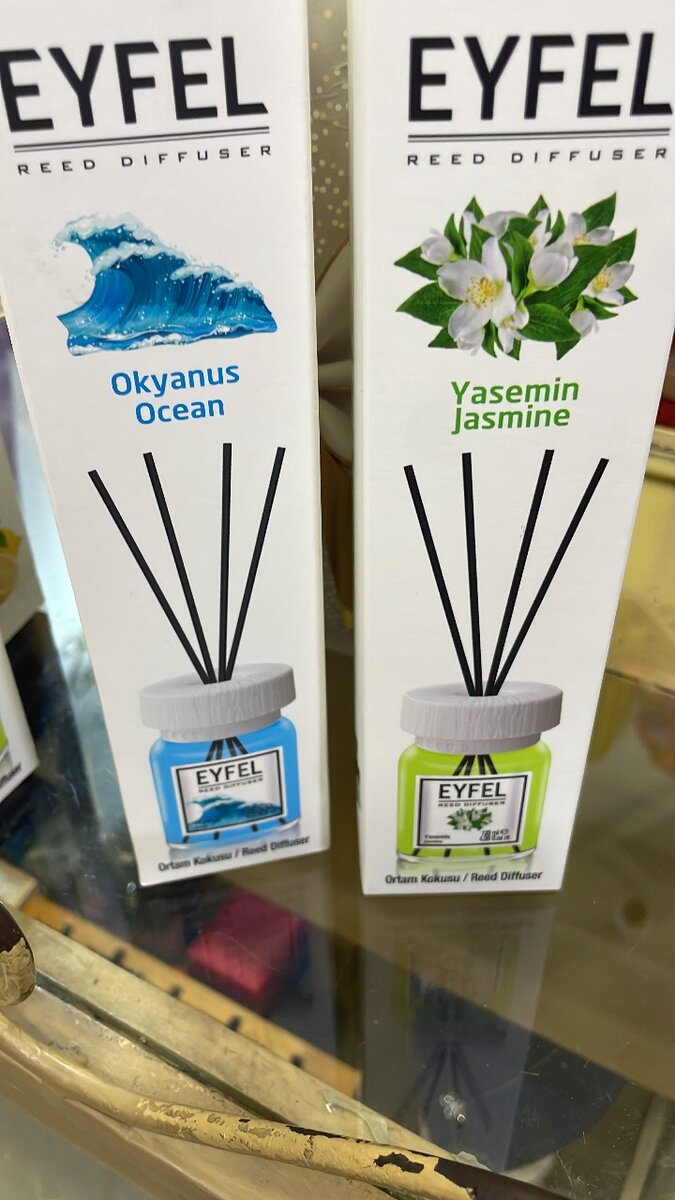 EYFEL
REED DIFFUSER
Okyanus
Ocean
EYFEL
REED DIFFUSER
Ortam Kokusu / Reed Diffuser
EYFEL
REED DIFFUSER
Yasemin
Jasmine
EYFEL
REED DIFFUSER
Yasemin
Ortam Kokusu / Reed Diffuser